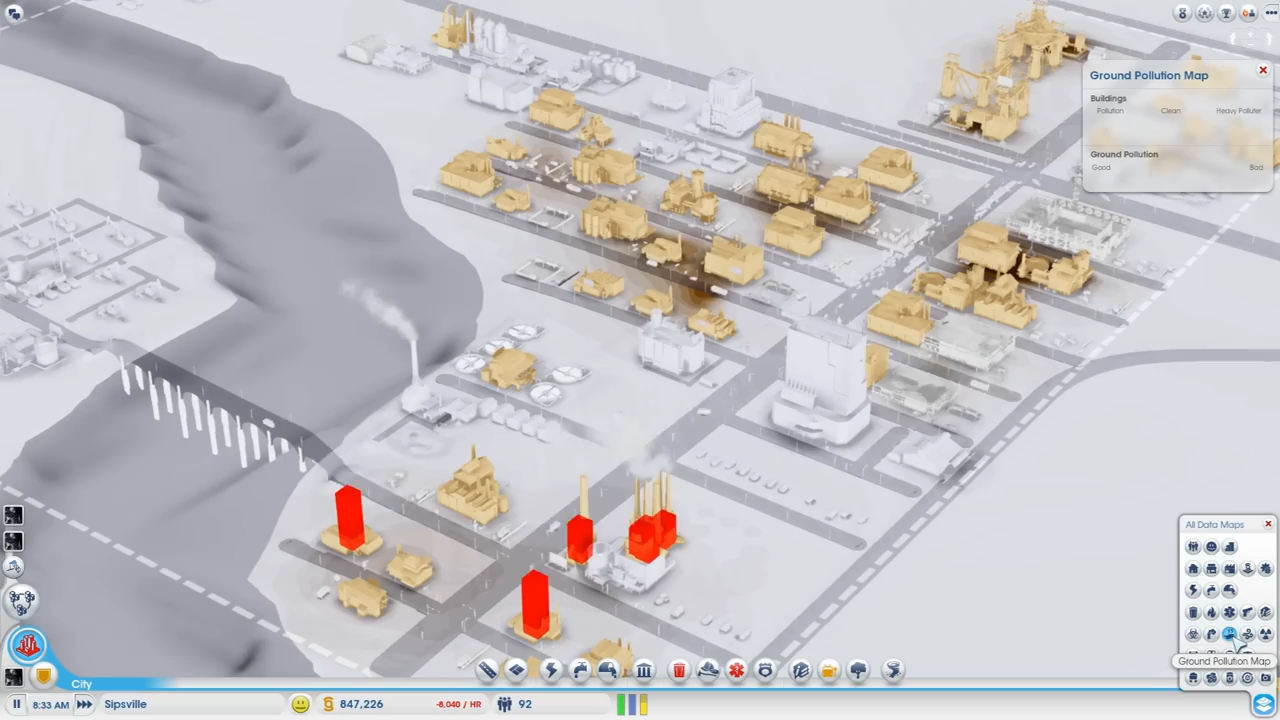 Ground Pollution Map
Buildings
Pollution Clean Heavy Polluter
Ground Pollution
Good Bad
All Data Maps
Ground Pollution Map
City
8:33 AM Sipsville 847,226 -8,040 / HR 92